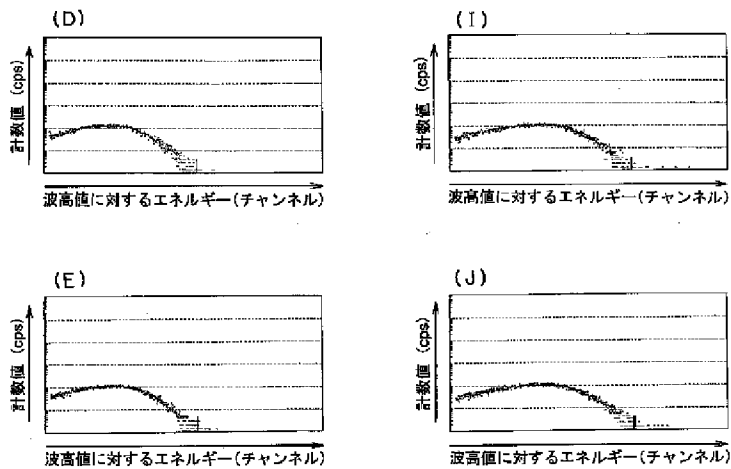 (D)
計数値 (cps)
波高値に対するエネルギー(チャンネル)
(I)
計数値 (cps)
波高値に対するエネルギー(チャンネル)
(E)
計数値 (cps)
波高値に対するエネルギー(チャンネル)
(J)
計数値 (cps)
波高値に対するエネルギー(チャンネル)